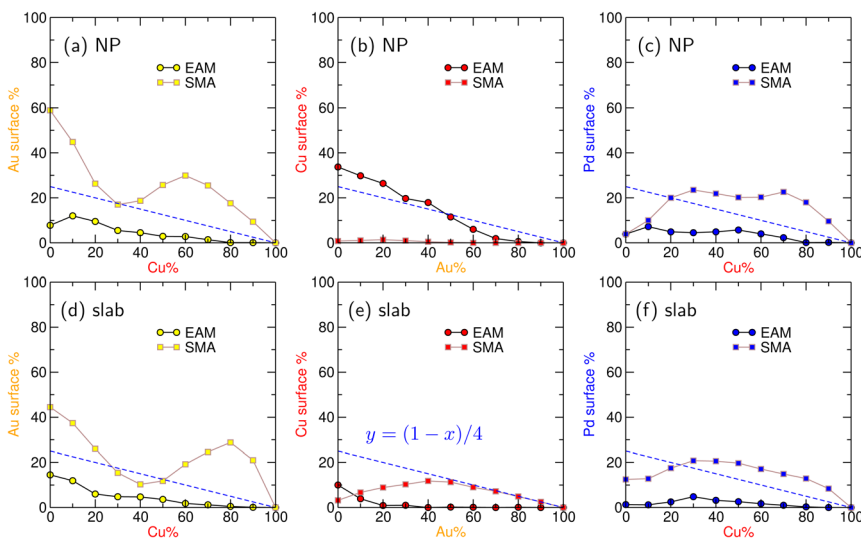 (a) NP
EAM
SMA
Au surface %
100
80
60
40
20
0
0 20 40 60 80 100
Cu%
(b) NP
EAM
SMA
Cu surface %
100
80
60
40
20
0
0 20 40 60 80 100
Au%
(c) NP
EAM
SMA
Pd surface %
100
80
60
40
20
0
0 20 40 60 80 100
Cu%
(d) slab
EAM
SMA
Au surface %
100
80
60
40
20
0
0 20 40 60 80 100
Cu%
(e) slab
EAM
SMA
y = (1 − x)/4
Cu surface %
100
80
60
40
20
0
0 20 40 60 80 100
Au%
(f) slab
EAM
SMA
Pd surface %
100
80
60
40
20
0
0 20 40 60 80 100
Cu%